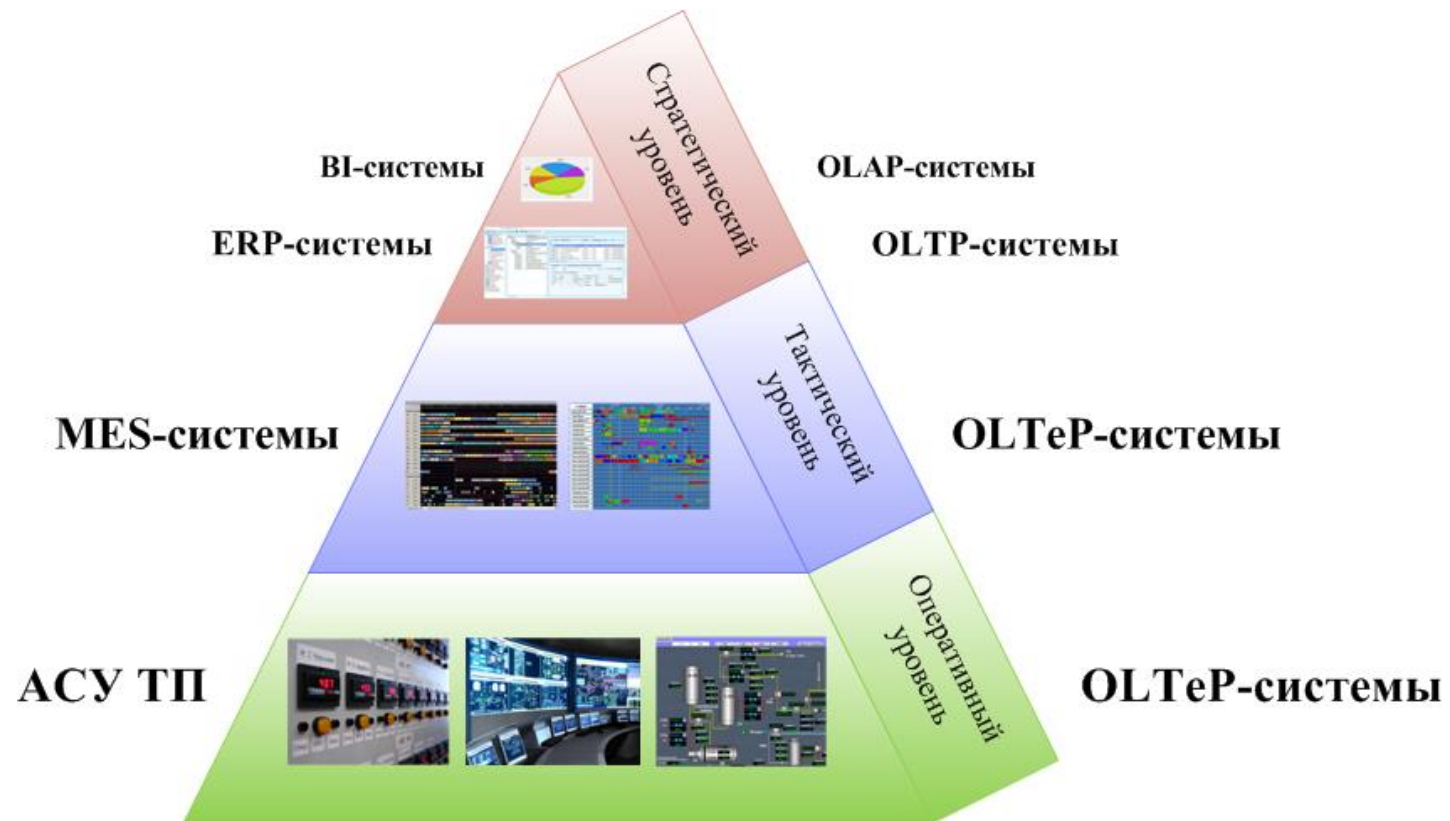 Стратегический
уровень
BI-системы
OLAP-системы
ERP-системы
OLTP-системы
Тактический
уровень
MES-системы
OLTeP-системы
Оперативный
уровень
АСУ ТП
OLTeP-системы